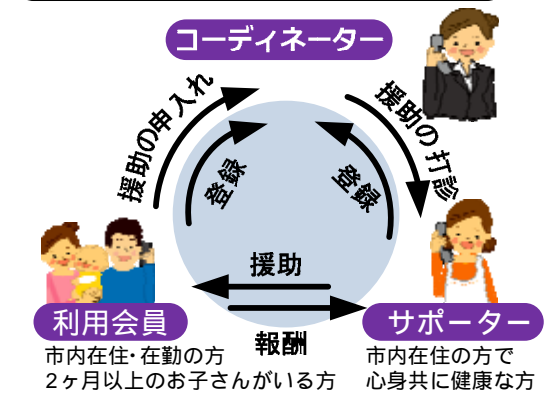 コーディネーター
援助の申入れ
登録
援助の打診
登録
援助
報酬
利用会員
市内在住・在勤の方
2ヶ月以上のお子さんがいる方
サポーター
市内在住の方で
心身共に健康な方